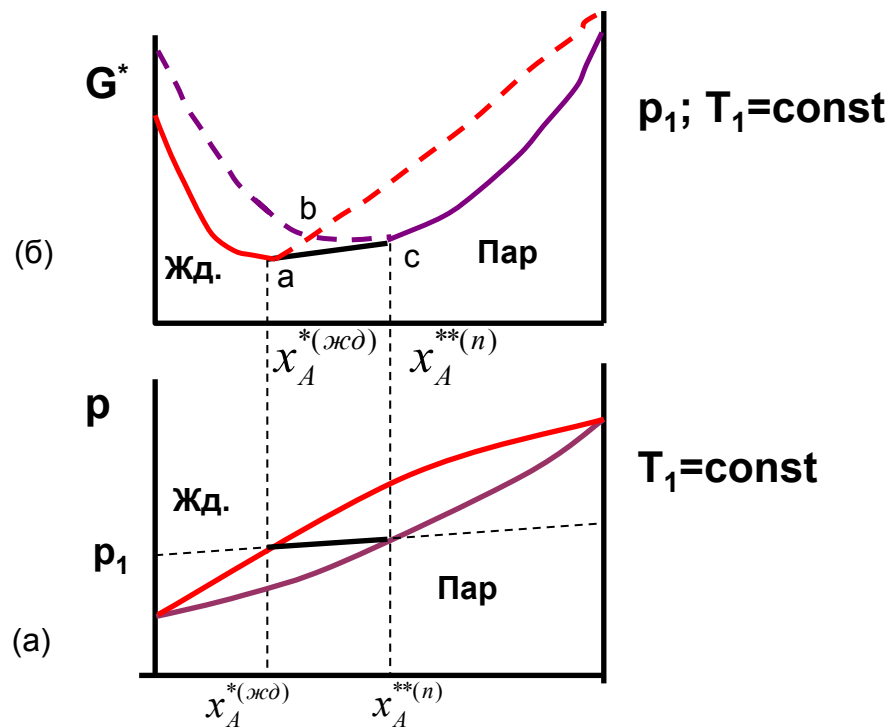 G*
p₁; T₁=const
b
(б)
Жд.
a
c
Пар
x_A^{*(жд)} x_A^{**(п)}
p
T₁=const
Жд.
p₁
Пар
(а)
x_A^{*(жд)} x_A^{**(п)}